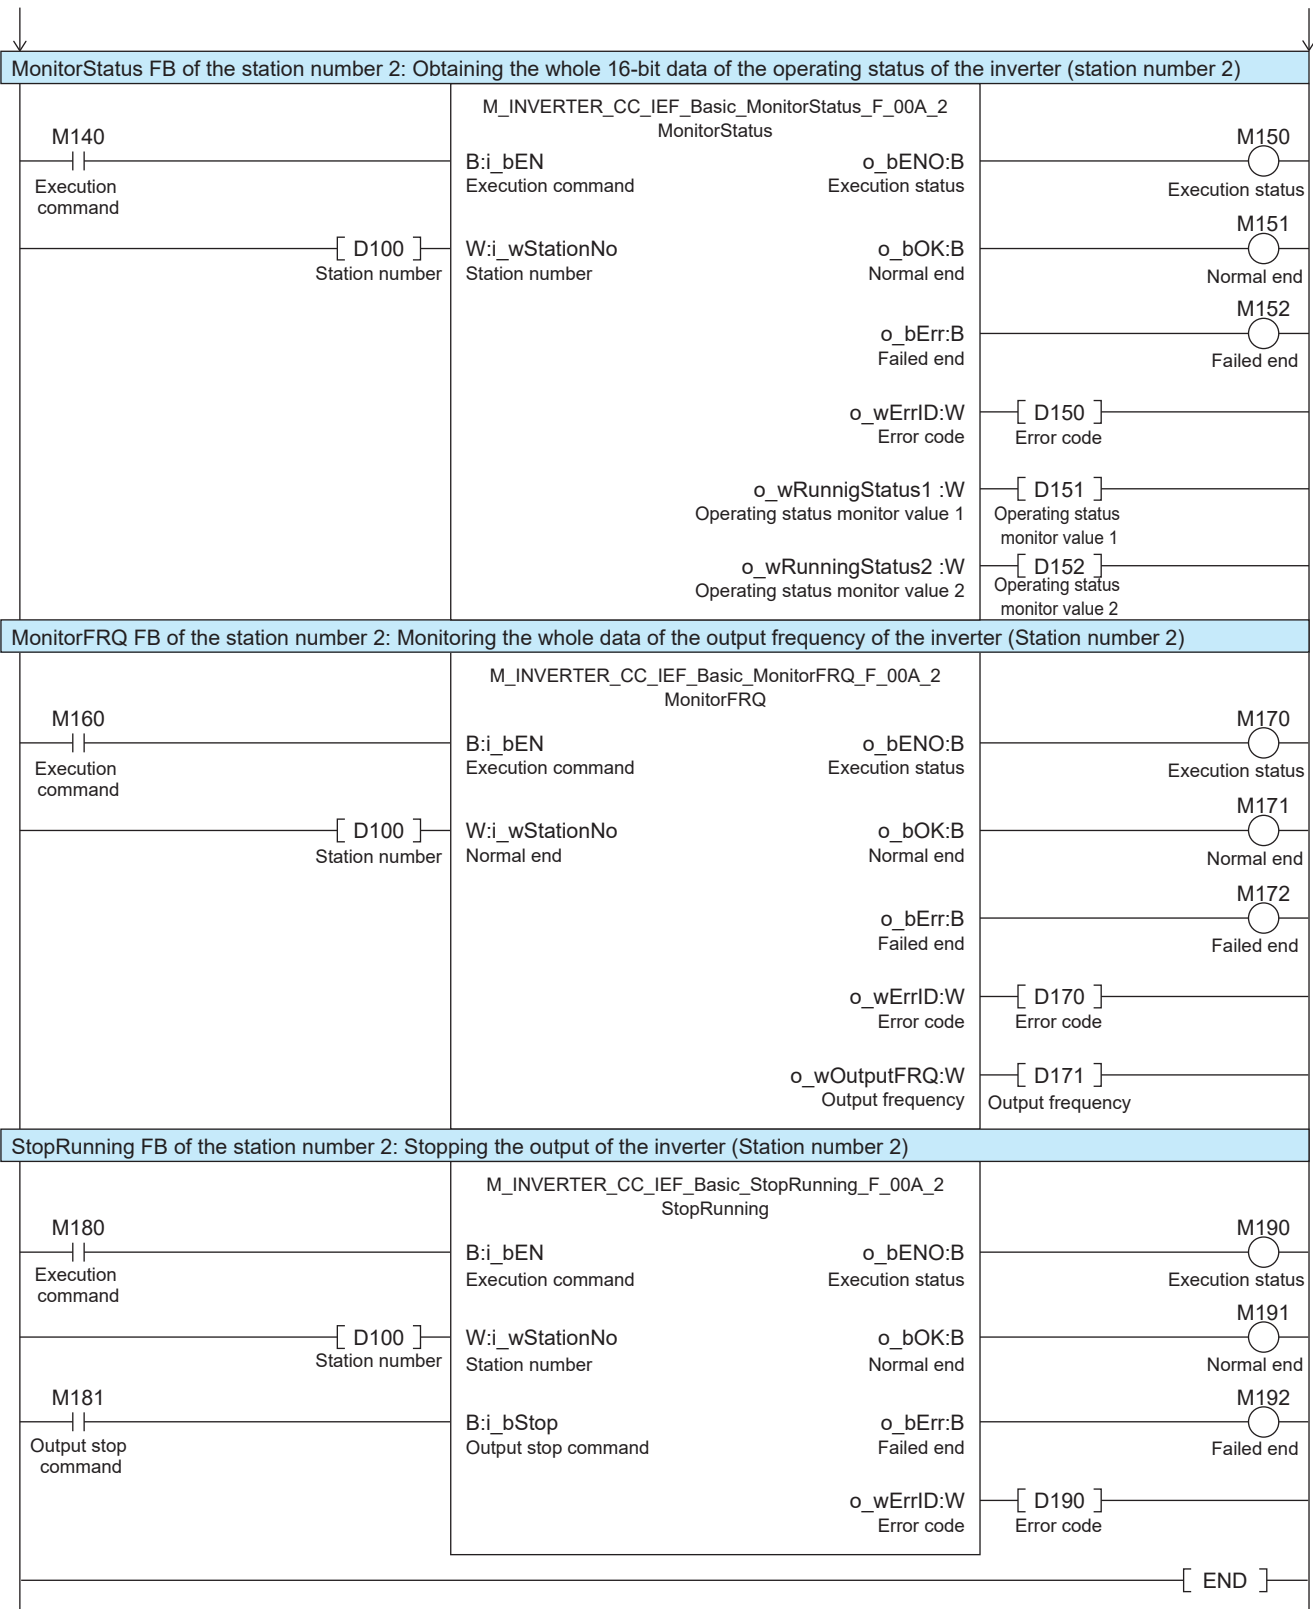 MonitorStatus FB of the station number 2: Obtaining the whole 16-bit data of the operating status of the inverter (station number 2)
M_INVERTER_CC_IEF_Basic_MonitorStatus_F_00A_2
MonitorStatus
M140
M150
B:i_bEN
o_bENO:B
Execution
command
Execution command
Execution status
Execution status
M151
D100
W:i_wStationNo
o_bOK:B
Station number
Station number
Normal end
Normal end
M152
o_bErr:B
Failed end
Failed end
o_wErrID:W
D150
Error code
Error code
o_wRunnigStatus1 :W
D151
Operating status monitor value 1
Operating status
monitor value 1
o_wRunningStatus2 :W
D152
Operating status monitor value 2
Operating status
monitor value 2
MonitorFRQ FB of the station number 2: Monitoring the whole data of the output frequency of the inverter (Station number 2)
M_INVERTER_CC_IEF_Basic_MonitorFRQ_F_00A_2
MonitorFRQ
M160
M170
B:i_bEN
o_bENO:B
Execution
command
Execution command
Execution status
Execution status
M171
D100
W:i_wStationNo
o_bOK:B
Station number
Normal end
Normal end
Normal end
M172
o_bErr:B
Failed end
Failed end
o_wErrID:W
D170
Error code
Error code
o_wOutputFRQ:W
D171
Output frequency
Output frequency
StopRunning FB of the station number 2: Stopping the output of the inverter (Station number 2)
M_INVERTER_CC_IEF_Basic_StopRunning_F_00A_2
StopRunning
M180
M190
B:i_bEN
o_bENO:B
Execution
command
Execution command
Execution status
Execution status
M191
D100
W:i_wStationNo
o_bOK:B
Station number
Station number
Normal end
Normal end
M181
M192
B:i_bStop
o_bErr:B
Output stop
command
Output stop command
Failed end
Failed end
o_wErrID:W
D190
Error code
Error code
END